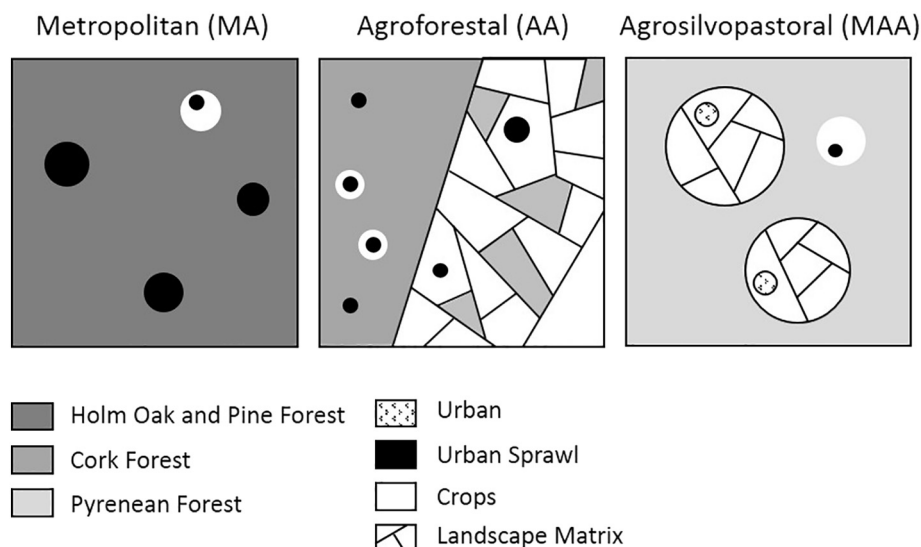 Metropolitan (MA)
Agroforestal (AA)
Agrosilvopastoral (MAA)
Holm Oak and Pine Forest
Cork Forest
Pyrenean Forest
Urban
Urban Sprawl
Crops
Landscape Matrix